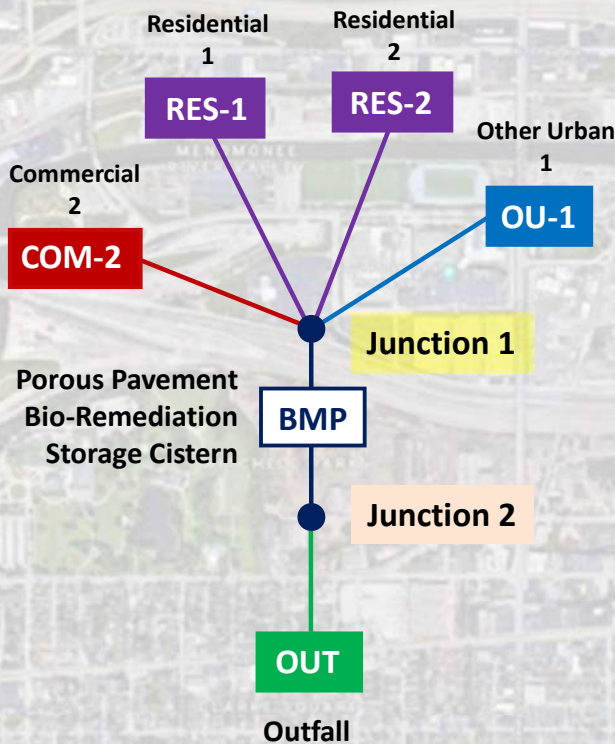 Residential
1
Residential
2
RES-1
RES-2
MENOMONEE
Other Urban
1
Commercial
2
OU-1
COM-2
Junction 1
Porous Pavement
Bio-Remediation
Storage Cistern
BMP
Junction 2
OUT
Outfall